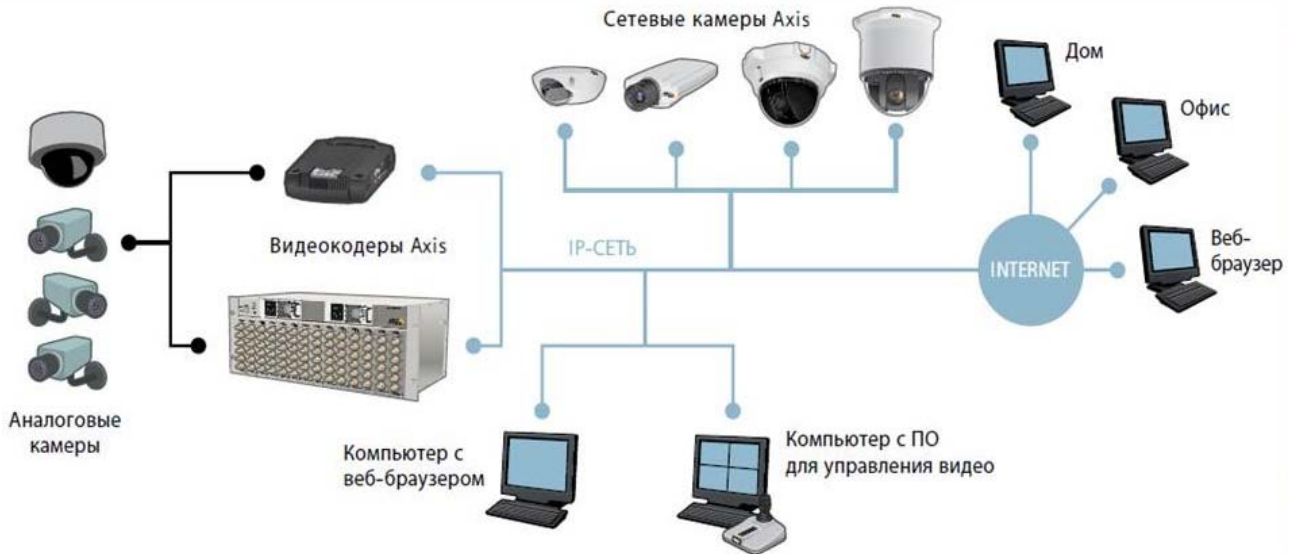 Сетевые камеры Axis
Дом
Офис
Веб-
браузер
Видеокодеры Axis
IP-СЕТЬ
INTERNET
Аналоговые
камеры
Компьютер с
веб-браузером
Компьютер с ПО
для управления видео